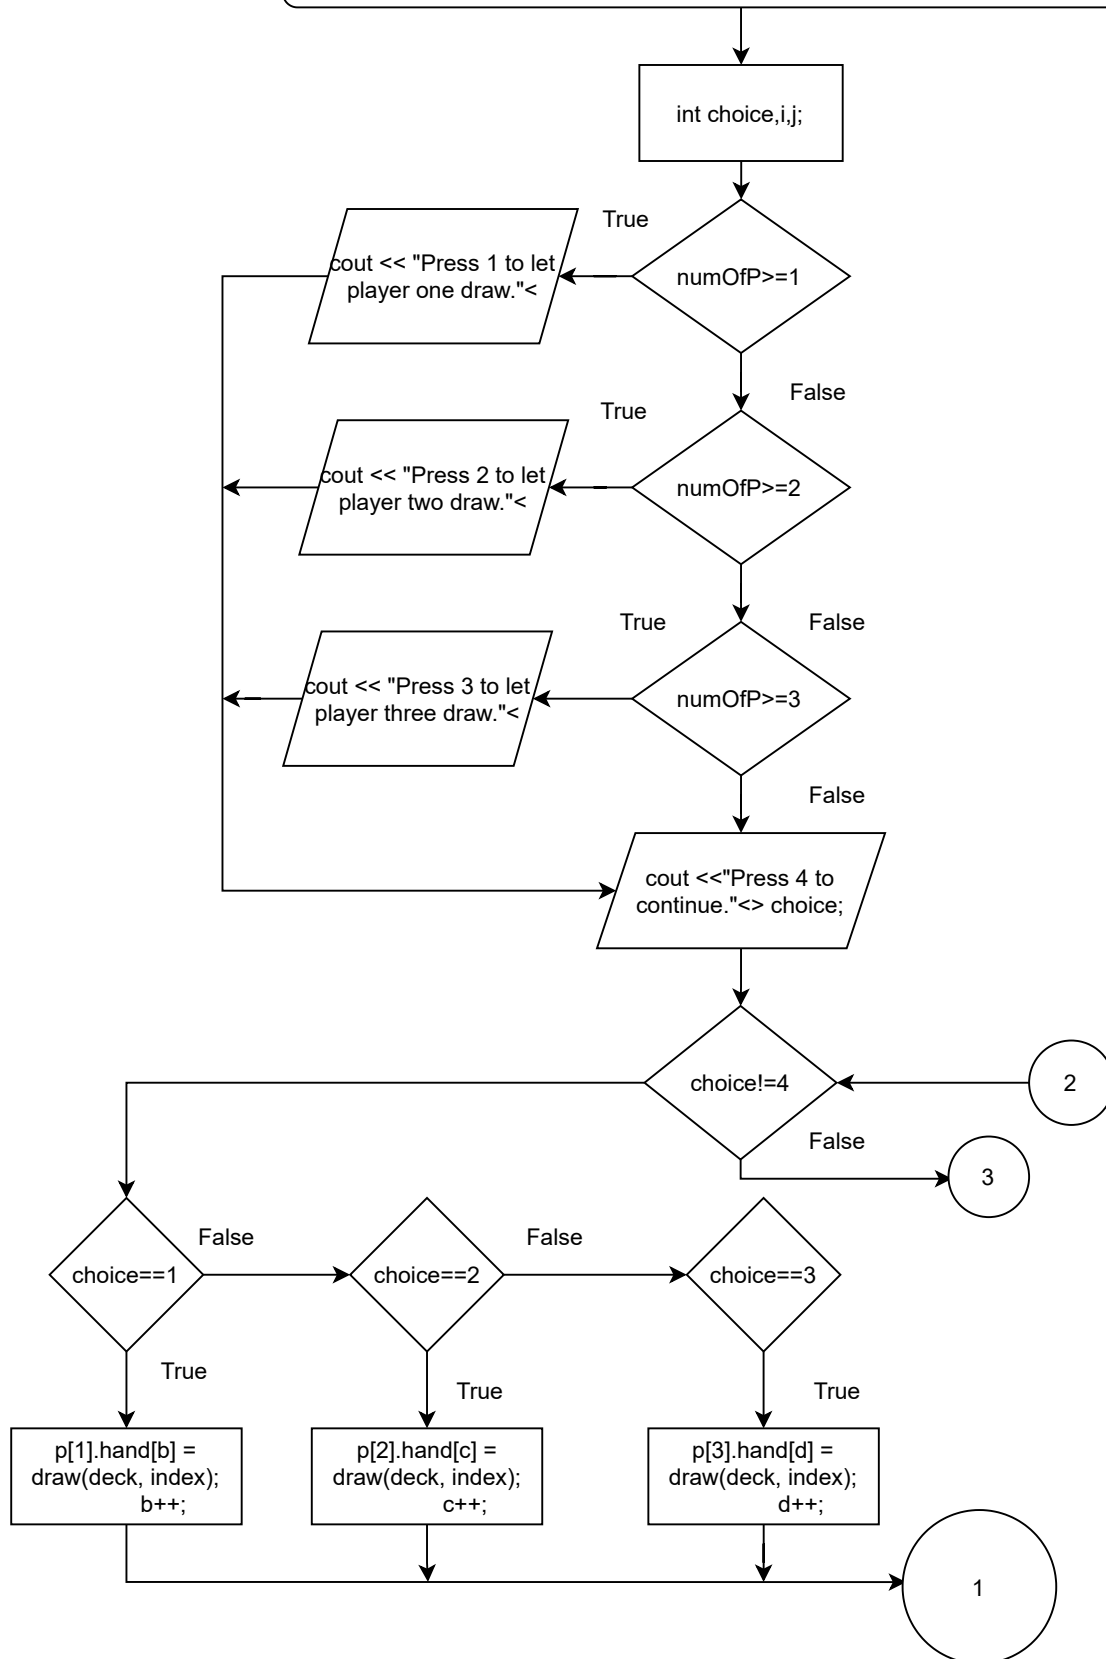 int choice,i,j;
True
numOfP>=1
cout << "Press 1 to let
player one draw."<
False
True
numOfP>=2
cout << "Press 2 to let
player two draw."<
True
False
numOfP>=3
cout << "Press 3 to let
player three draw."<
False
cout <<"Press 4 to
continue."<> choice;
choice!=4
2
False
3
choice==1
False
choice==2
False
choice==3
True
True
True
p[1].hand[b] =
draw(deck, index);
b++;
p[2].hand[c] =
draw(deck, index);
c++;
p[3].hand[d] =
draw(deck, index);
d++;
1